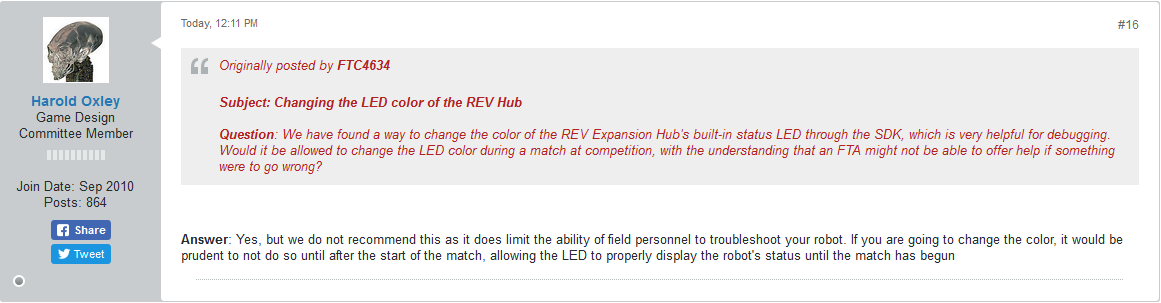 Today, 12:11 PM
#16
Harold Oxley
Game Design
Committee Member
Join Date: Sep 2010
Posts: 864
Share
Tweet
Originally posted by FTC4634
Subject: Changing the LED color of the REV Hub
Question: We have found a way to change the color of the REV Expansion Hub's built-in status LED through the SDK, which is very helpful for debugging.
Would it be allowed to change the LED color during a match at competition, with the understanding that an FTA might not be able to offer help if something
were to go wrong?
Answer: Yes, but we do not recommend this as it does limit the ability of field personnel to troubleshoot your robot. If you are going to change the color, it would be
prudent to not do so until after the start of the match, allowing the LED to properly display the robot's status until the match has begun